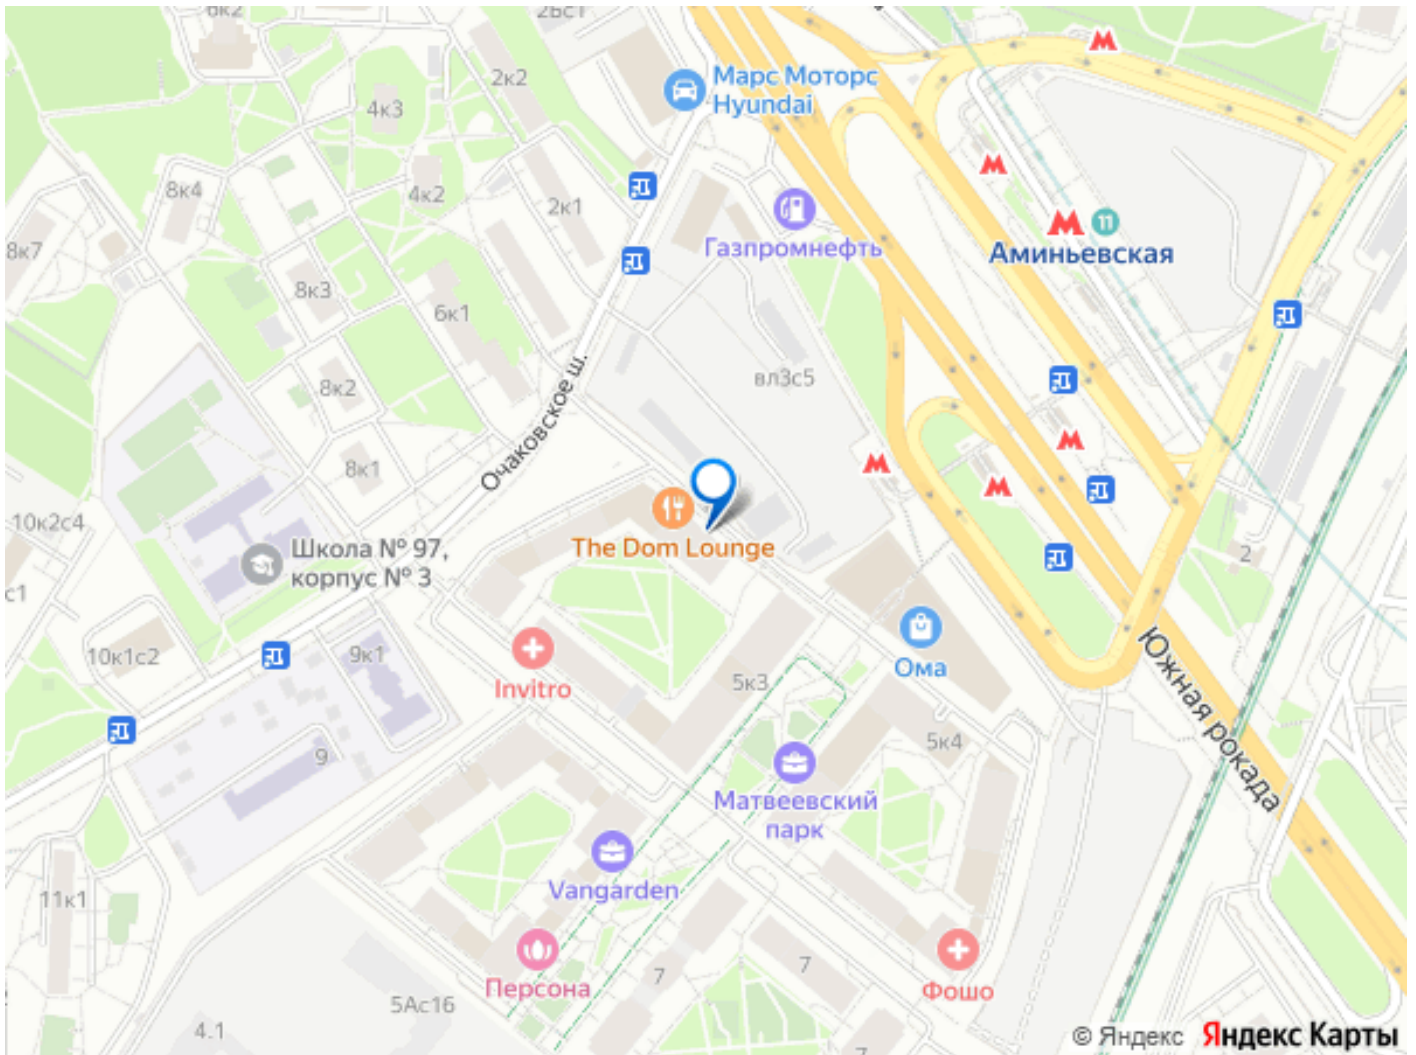 6к2
2Бс1
2к2
Марс Моторс
Hyundai
4к3
8к4
4к2
2к1
11
Газпромнефть
Аминьевская
8к7
8к3
6к1
вл3с5
8к2
Очаковское ш.
8к1
10к2с4
The Dom Lounge
Школа № 97,
корпус № 3
2
с1
10к1с2
9к1
Invitro
5к3
Ома
Южная рокада
5к4
9
Матвеевский
парк
Vangarden
11к1
Персона
7
7
Фошо
5Ас16
4.1
7
© Яндекс Яндекс Карты